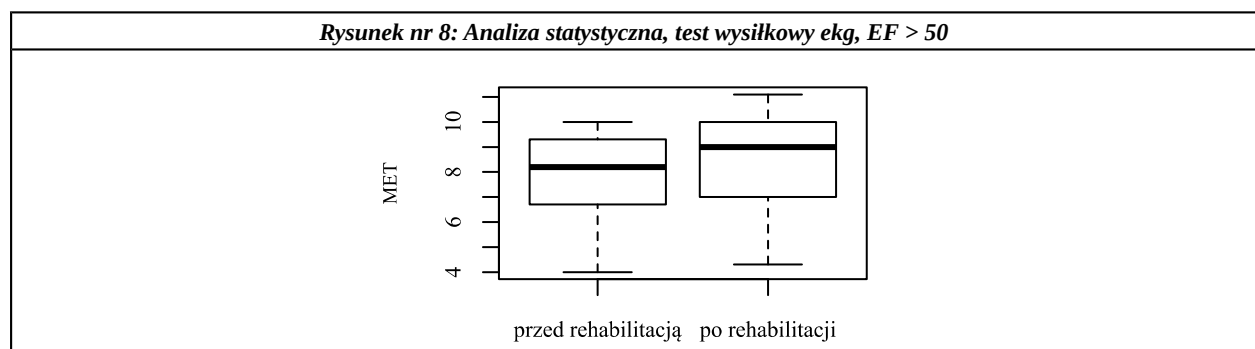 Rysunek nr 8: Analiza statystyczna, test wysiłkowy ekg, EF > 50
MET
10
8
6
4
przed rehabilitacją po rehabilitacji